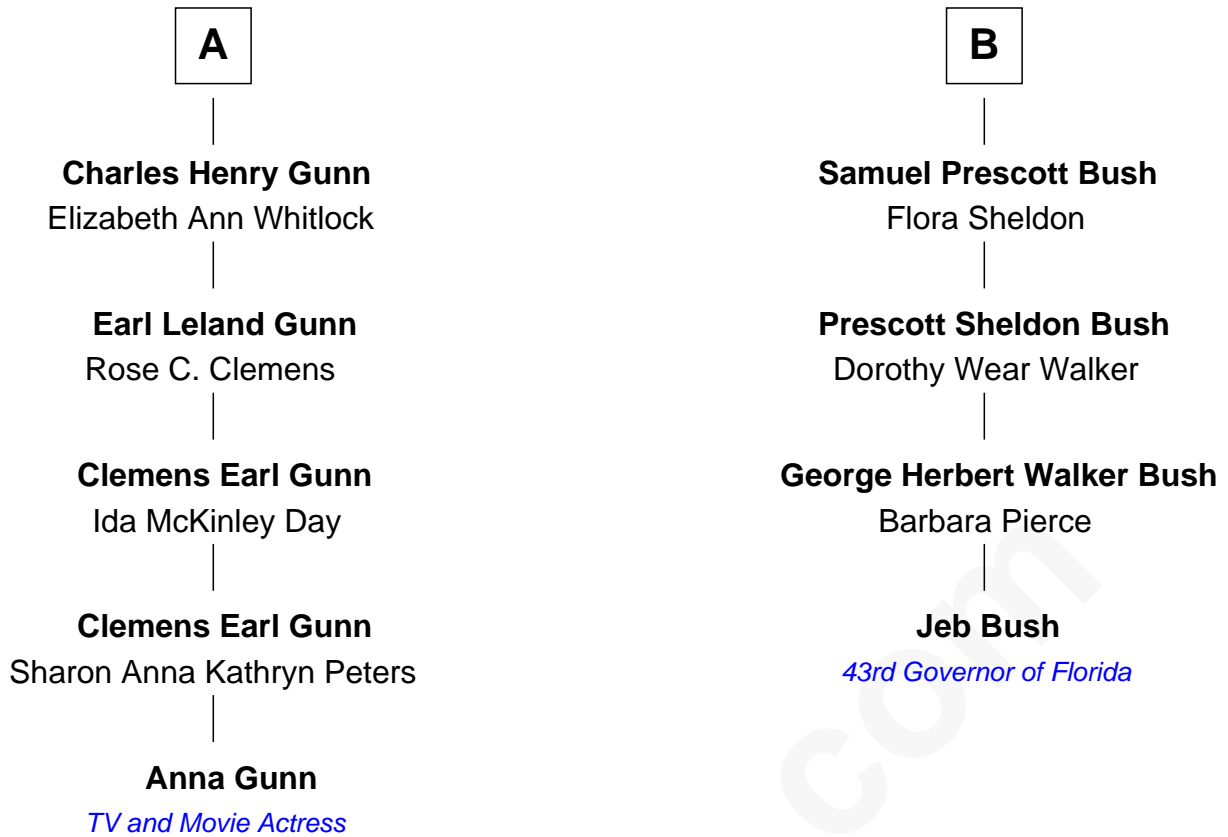 A
Charles Henry Gunn
Elizabeth Ann Whitlock
Earl Leland Gunn
Rose C. Clemens
Clemens Earl Gunn
Ida McKinley Day
Clemens Earl Gunn
Sharon Anna Kathryn Peters
Anna Gunn
TV and Movie Actress
B
Samuel Prescott Bush
Flora Sheldon
Prescott Sheldon Bush
Dorothy Wear Walker
George Herbert Walker Bush
Barbara Pierce
Jeb Bush
43rd Governor of Florida
com